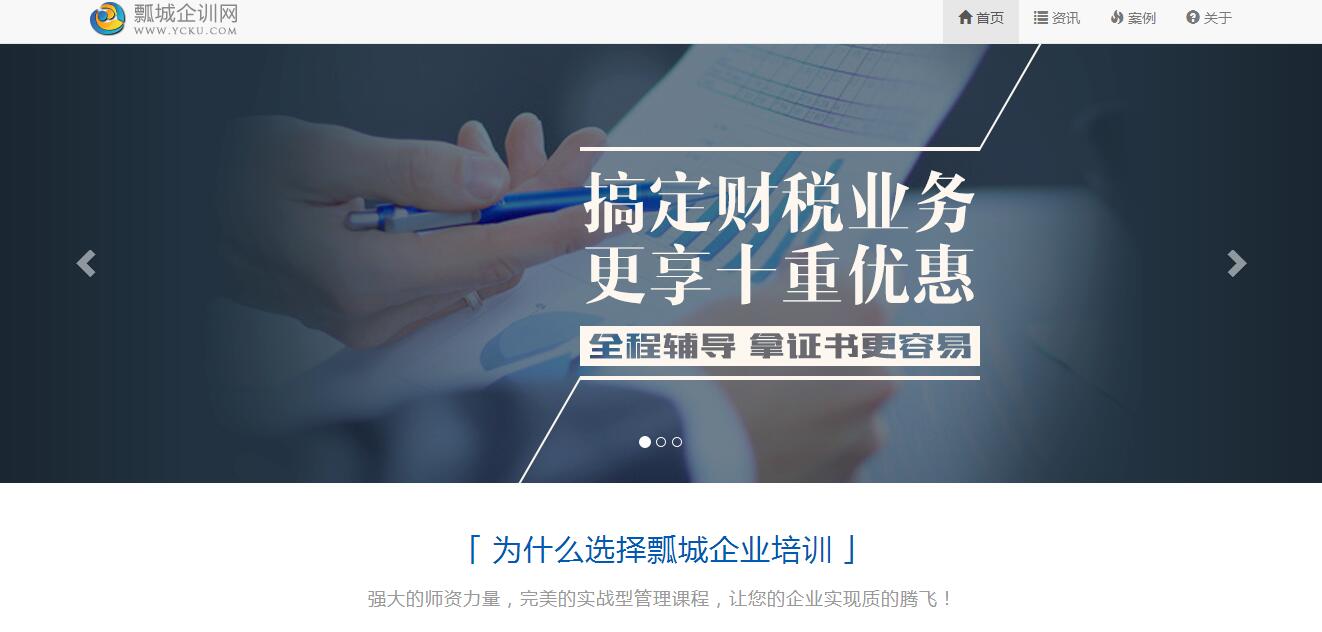 瓢城企训网
WWW.YCKU.COM
首页 资讯 案例 关于
搞定财税业务
更享十重优惠
全程辅导 拿证书更容易
「 为什么选择瓢城企业培训 」
强大的师资力量，完美的实战型管理课程，让您的企业实现质的腾飞！